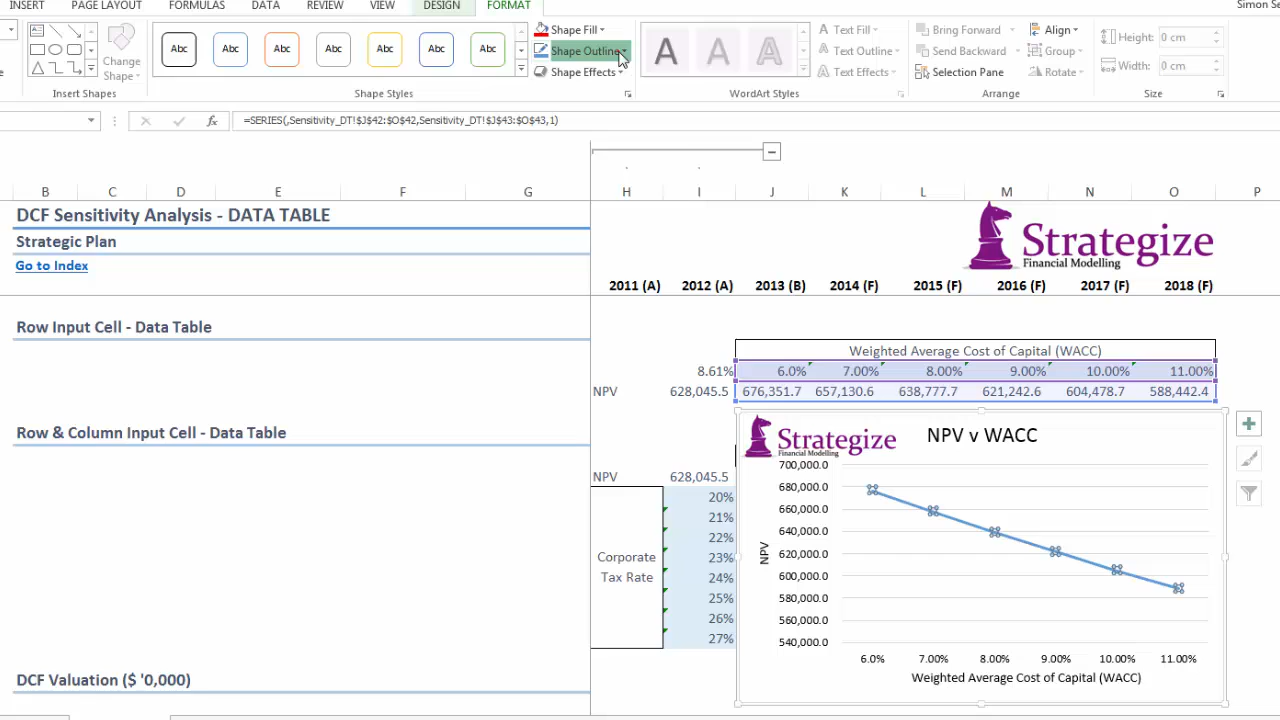 INSERT PAGE LAYOUT FORMULAS DATA REVIEW VIEW DESIGN FORMAT Simon Se
Abc Abc Abc Abc Abc Abc Abc
Change
Shape
Shape Fill
Shape Outline
Shape Effects
A A A
Text Fill
Text Outline
Text Effects
Bring Forward
Send Backward
Selection Pane
Align
Group
Rotate
Height: 0 cm
Width: 0 cm
Insert Shapes Shape Styles WordArt Styles Arrange Size
fx =SERIES(,Sensitivity_DT!$J$42:$O$42,Sensitivity_DT!$J$43:$O$43,1)
B C D E F G H I J K L M N O P
DCF Sensitivity Analysis - DATA TABLE
Strategic Plan
Go to Index
Strategize
Financial Modelling
2011 (A) 2012 (A) 2013 (B) 2014 (F) 2015 (F) 2016 (F) 2017 (F) 2018 (F)
Row Input Cell - Data Table
Weighted Average Cost of Capital (WACC)
8.61% 6.0% 7.00% 8.00% 9.00% 10.00% 11.00%
NPV 628,045.5 676,351.7 657,130.6 638,777.7 621,242.6 604,478.7 588,442.4
Row & Column Input Cell - Data Table
NPV 628,045.5
Corporate
Tax Rate
20%
21%
22%
23%
24%
25%
26%
27%
Strategize
Financial Modelling
NPV v WACC
700,000.0
680,000.0
660,000.0
640,000.0
620,000.0
600,000.0
580,000.0
560,000.0
540,000.0
NPV
6.0% 7.00% 8.00% 9.00% 10.00% 11.00%
Weighted Average Cost of Capital (WACC)
DCF Valuation ($ '0,000)